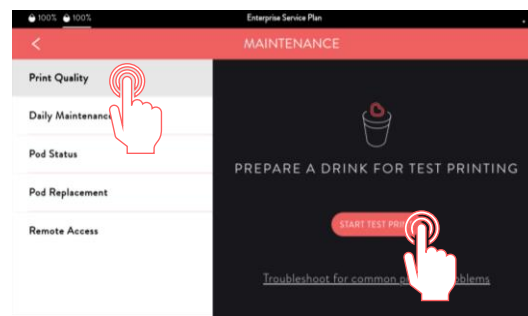 100% 100% Enterprise Service Plan
< MAINTENANCE
Print Quality
Daily Maintenance
Pod Status
Pod Replacement
Remote Access
PREPARE A DRINK FOR TEST PRINTING
START TEST
Troubleshoot for common